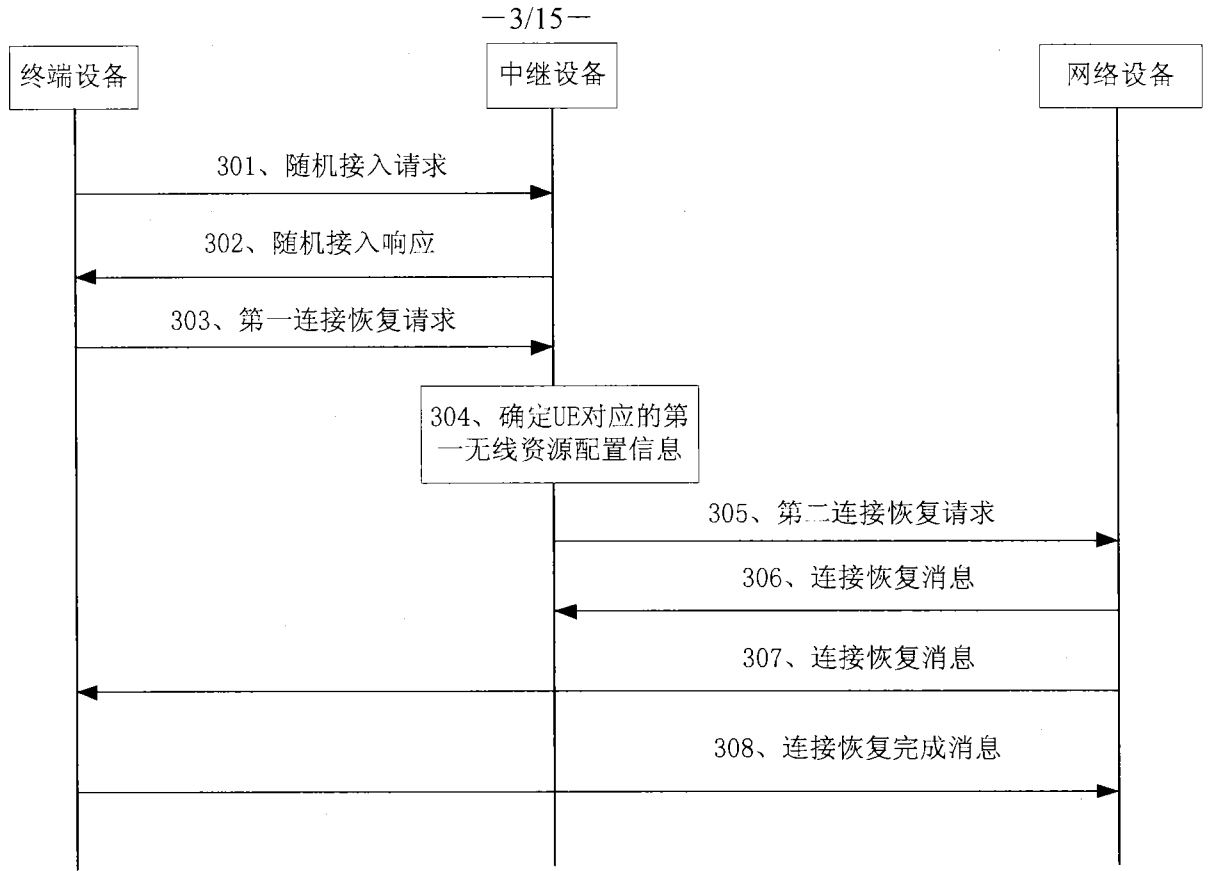 —3/15—
终端设备
中继设备
网络设备
301、随机接入请求
302、随机接入响应
303、第一连接恢复请求
304、确定UE对应的第
一无线资源配置信息
305、第二连接恢复请求
306、连接恢复消息
307、连接恢复消息
308、连接恢复完成消息